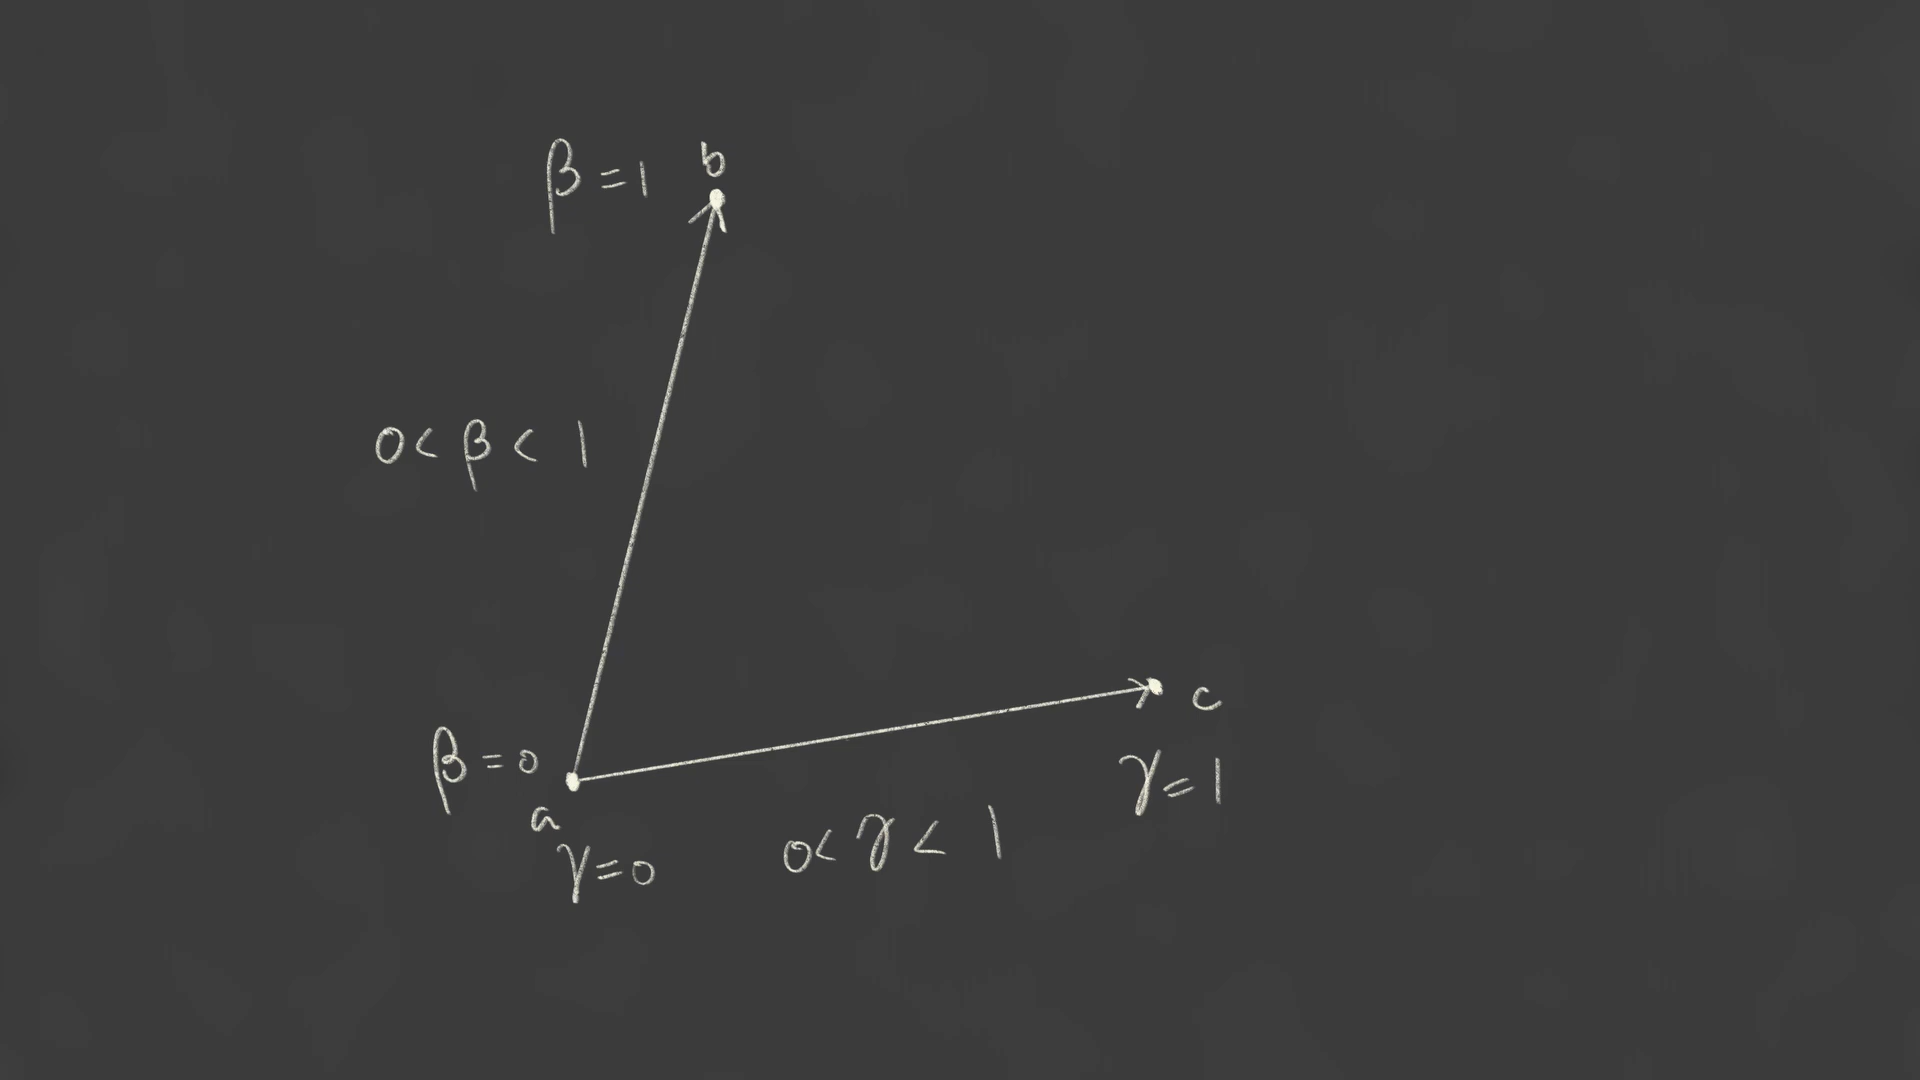 β = 1
b
0 < β < 1
c
β = 0
a
γ = 1
γ = 0
0 < γ < 1